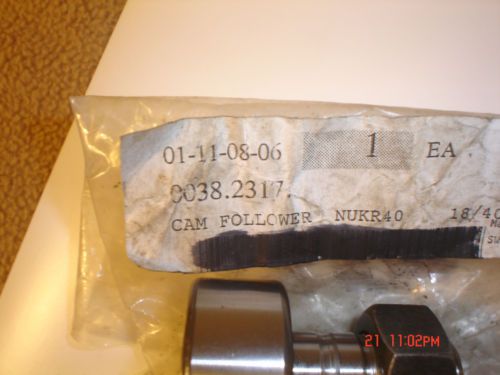 01-11-08-06 1 EA
0038.2317.
CAM FOLLOWER NUKR40 18/40
21 11:02PM